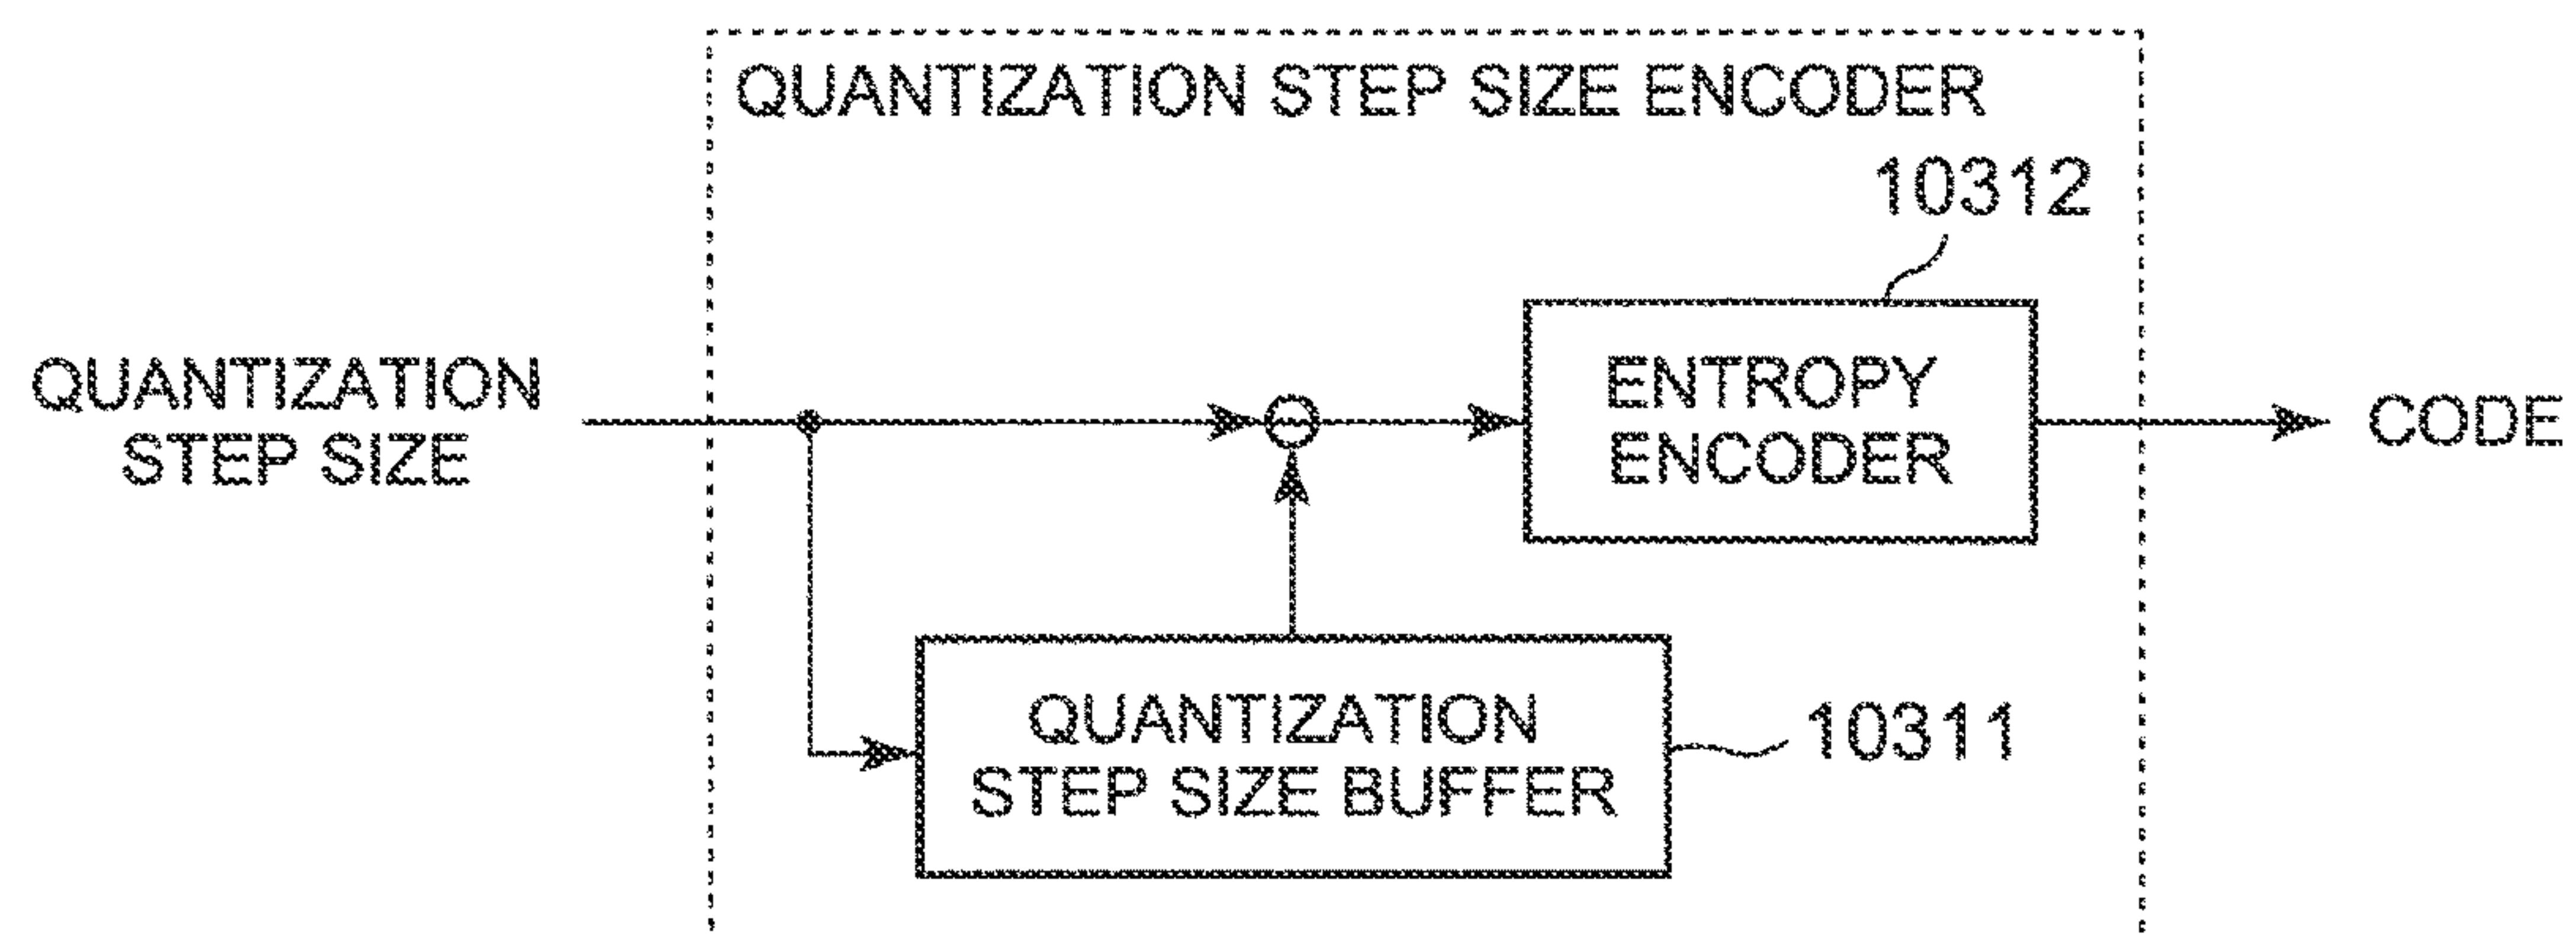 QUANTIZATION STEP SIZE ENCODER
10312
QUANTIZATION
STEP SIZE
ENTROPY
ENCODER
CODE
QUANTIZATION
STEP SIZE BUFFER
10311